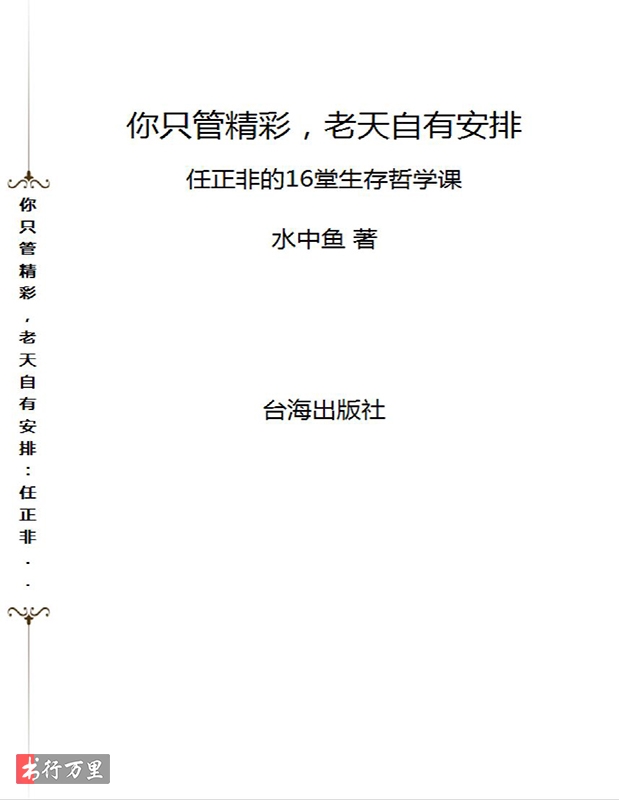 你只管精彩，老天自有安排
任正非的16堂生存哲学课
水中鱼 著
台海出版社
你只管精彩，老天自有安排：任正非..
书行万里